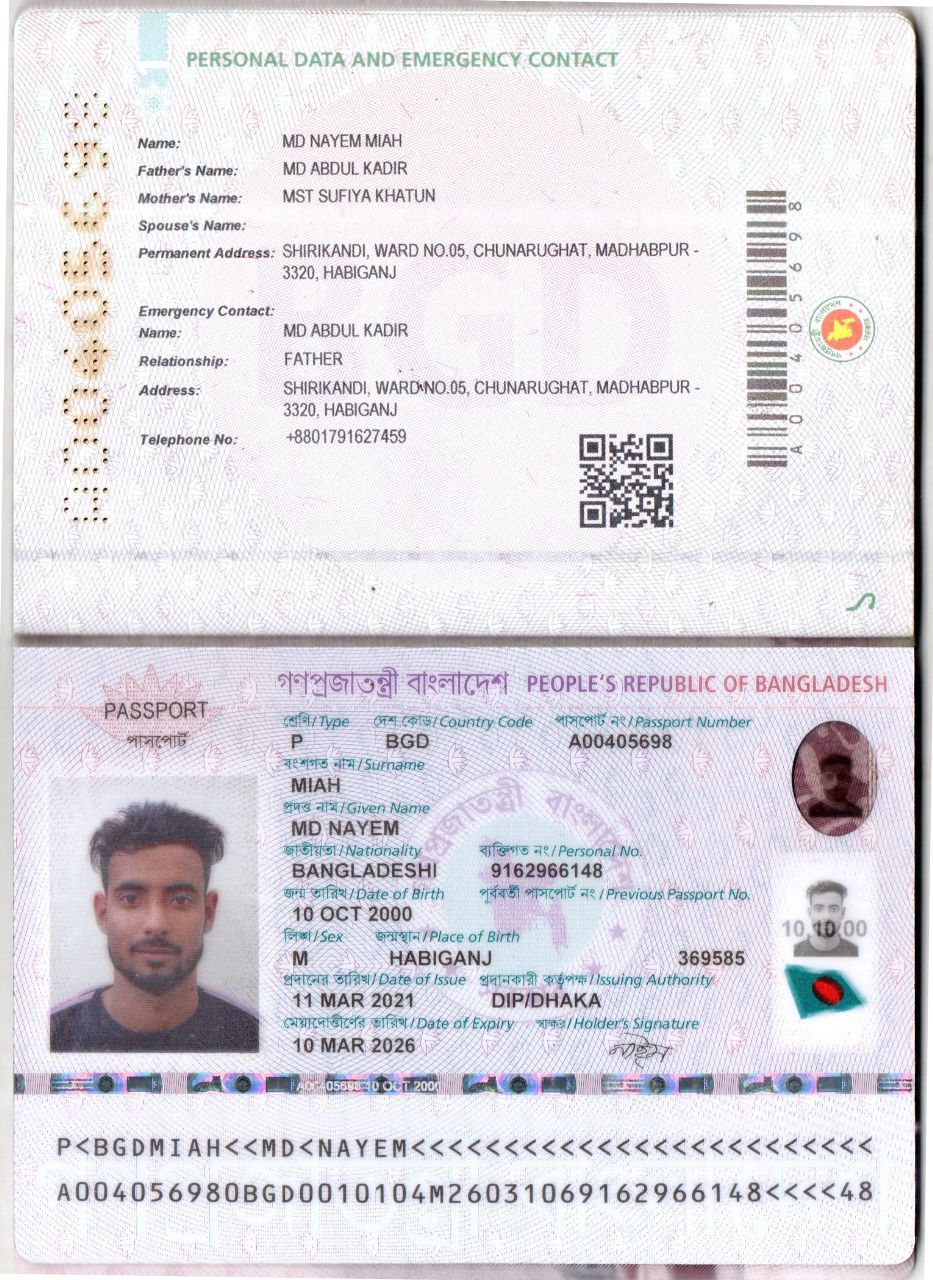 PERSONAL DATA AND EMERGENCY CONTACT
Name: MD NAYEM MIAH
Father's Name: MD ABDUL KADIR
Mother's Name: MST SUFIYA KHATUN
Spouse's Name:
Permanent Address: SHIRIKANDI, WARD NO.05, CHUNARUGHAT, MADHABPUR -
3320, HABIGANJ
Emergency Contact:
Name: MD ABDUL KADIR
Relationship: FATHER
Address: SHIRIKANDI, WARD NO.05, CHUNARUGHAT, MADHABPUR -
3320, HABIGANJ
Telephone No: +8801791627459
A00405698
গণপ্রজাতন্ত্রী বাংলাদেশ PEOPLE'S REPUBLIC OF BANGLADESH
PASSPORT
পাসপোর্ট
শ্রেণি/Type দেশ কোড/Country Code পাসপোর্ট নং/Passport Number
P BGD A00405698
বংশগত নাম/Surname
MIAH
প্রদত্ত নাম/Given Name
MD NAYEM
জাতীয়তা/Nationality ব্যক্তিগত নং/Personal No.
BANGLADESHI 9162966148
জন্ম তারিখ/Date of Birth পূর্ববর্তী পাসপোর্ট নং/Previous Passport No.
10 OCT 2000
লিঙ্গ/Sex জন্মস্থান/Place of Birth
M HABIGANJ 369585
প্রদানের তারিখ/Date of Issue প্রদানকারী কর্তৃপক্ষ/Issuing Authority
11 MAR 2021 DIP/DHAKA
মেয়াদোত্তীর্ণের তারিখ/Date of Expiry স্বাক্ষর/Holder's Signature
10 MAR 2026
10.10.00
A00405698 10 OCT 2000
P<BGDMIAH<<MD<NAYEM<<<<<<<<<<<<<<<<<<<<<<<<<
A004056980BGD0010104M26031069162966148<<<<48